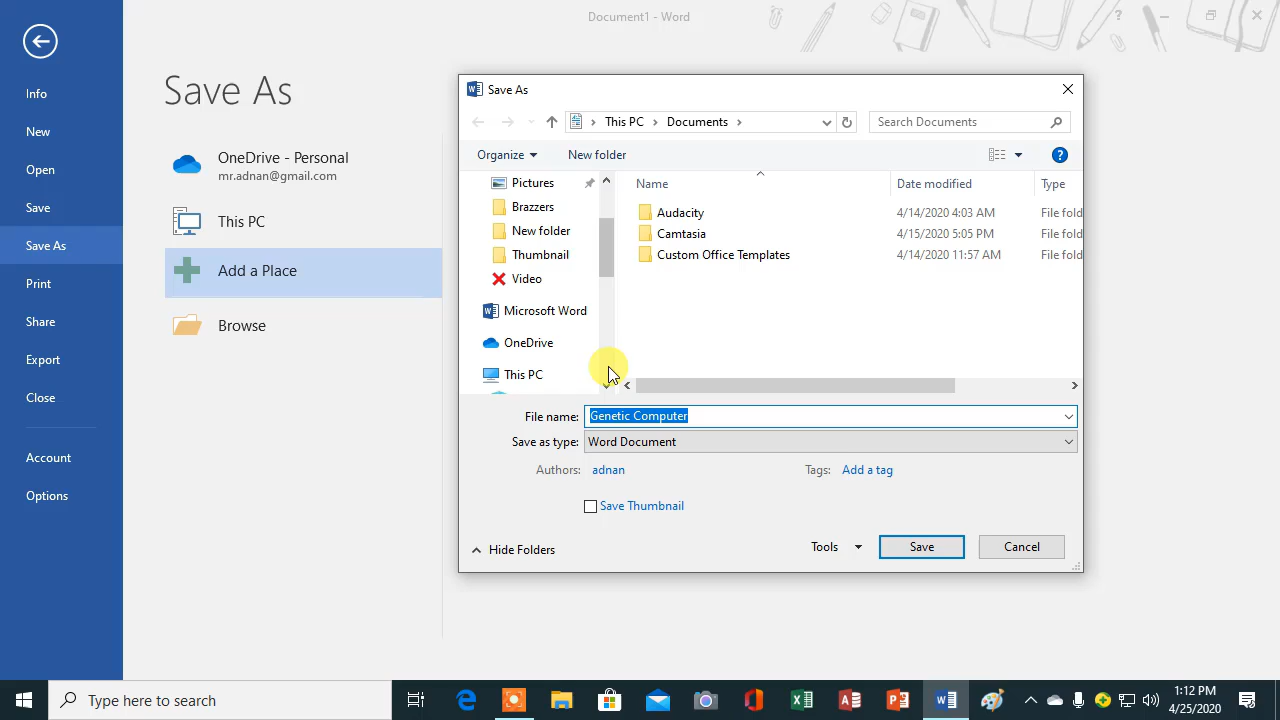 Document1 - Word
?
Info
New
Open
Save
Save As
Print
Share
Export
Close
Account
Options
Save As
OneDrive - Personal
mr.adnan@gmail.com
This PC
Add a Place
Browse
Save As
This PC
Documents
Search Documents
Organize
New folder
?
Pictures
Brazzers
New folder
Thumbnail
Video
Microsoft Word
OneDrive
This PC
Name
Date modified
Type
Audacity
4/14/2020 4:03 AM
File fold
Camtasia
4/15/2020 5:05 PM
File fold
Custom Office Templates
4/14/2020 11:57 AM
File fold
File name:
Genetic Computer
Save as type:
Word Document
Authors:
adnan
Tags:
Add a tag
Save Thumbnail
Hide Folders
Tools
Save
Cancel
Type here to search
1:12 PM
4/25/2020